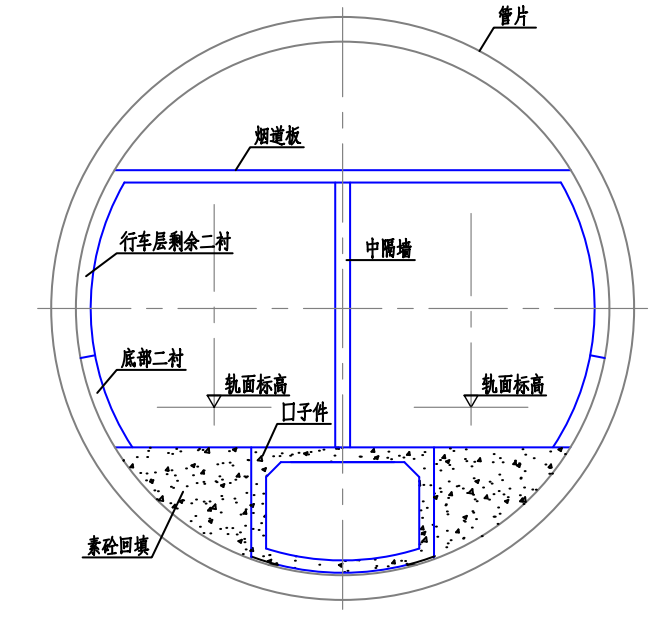 管片
烟道板
行车层剩余二衬
中隔墙
底部二衬
轨面标高
轨面标高
口子件
素砼回填